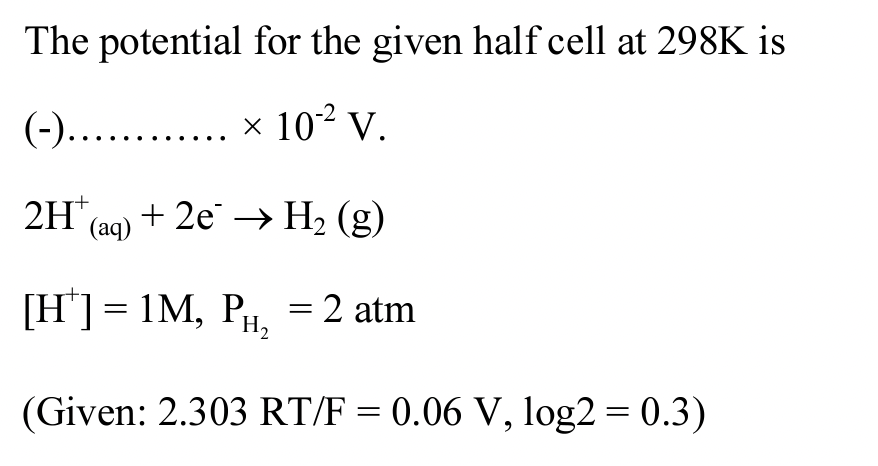 The potential for the given half cell at 298K is
(-)............ × 10⁻² V.
2H⁺(aq) + 2e⁻ → H₂ (g)
[H⁺] = 1M, P_H₂ = 2 atm
(Given: 2.303 RT/F = 0.06 V, log2 = 0.3)